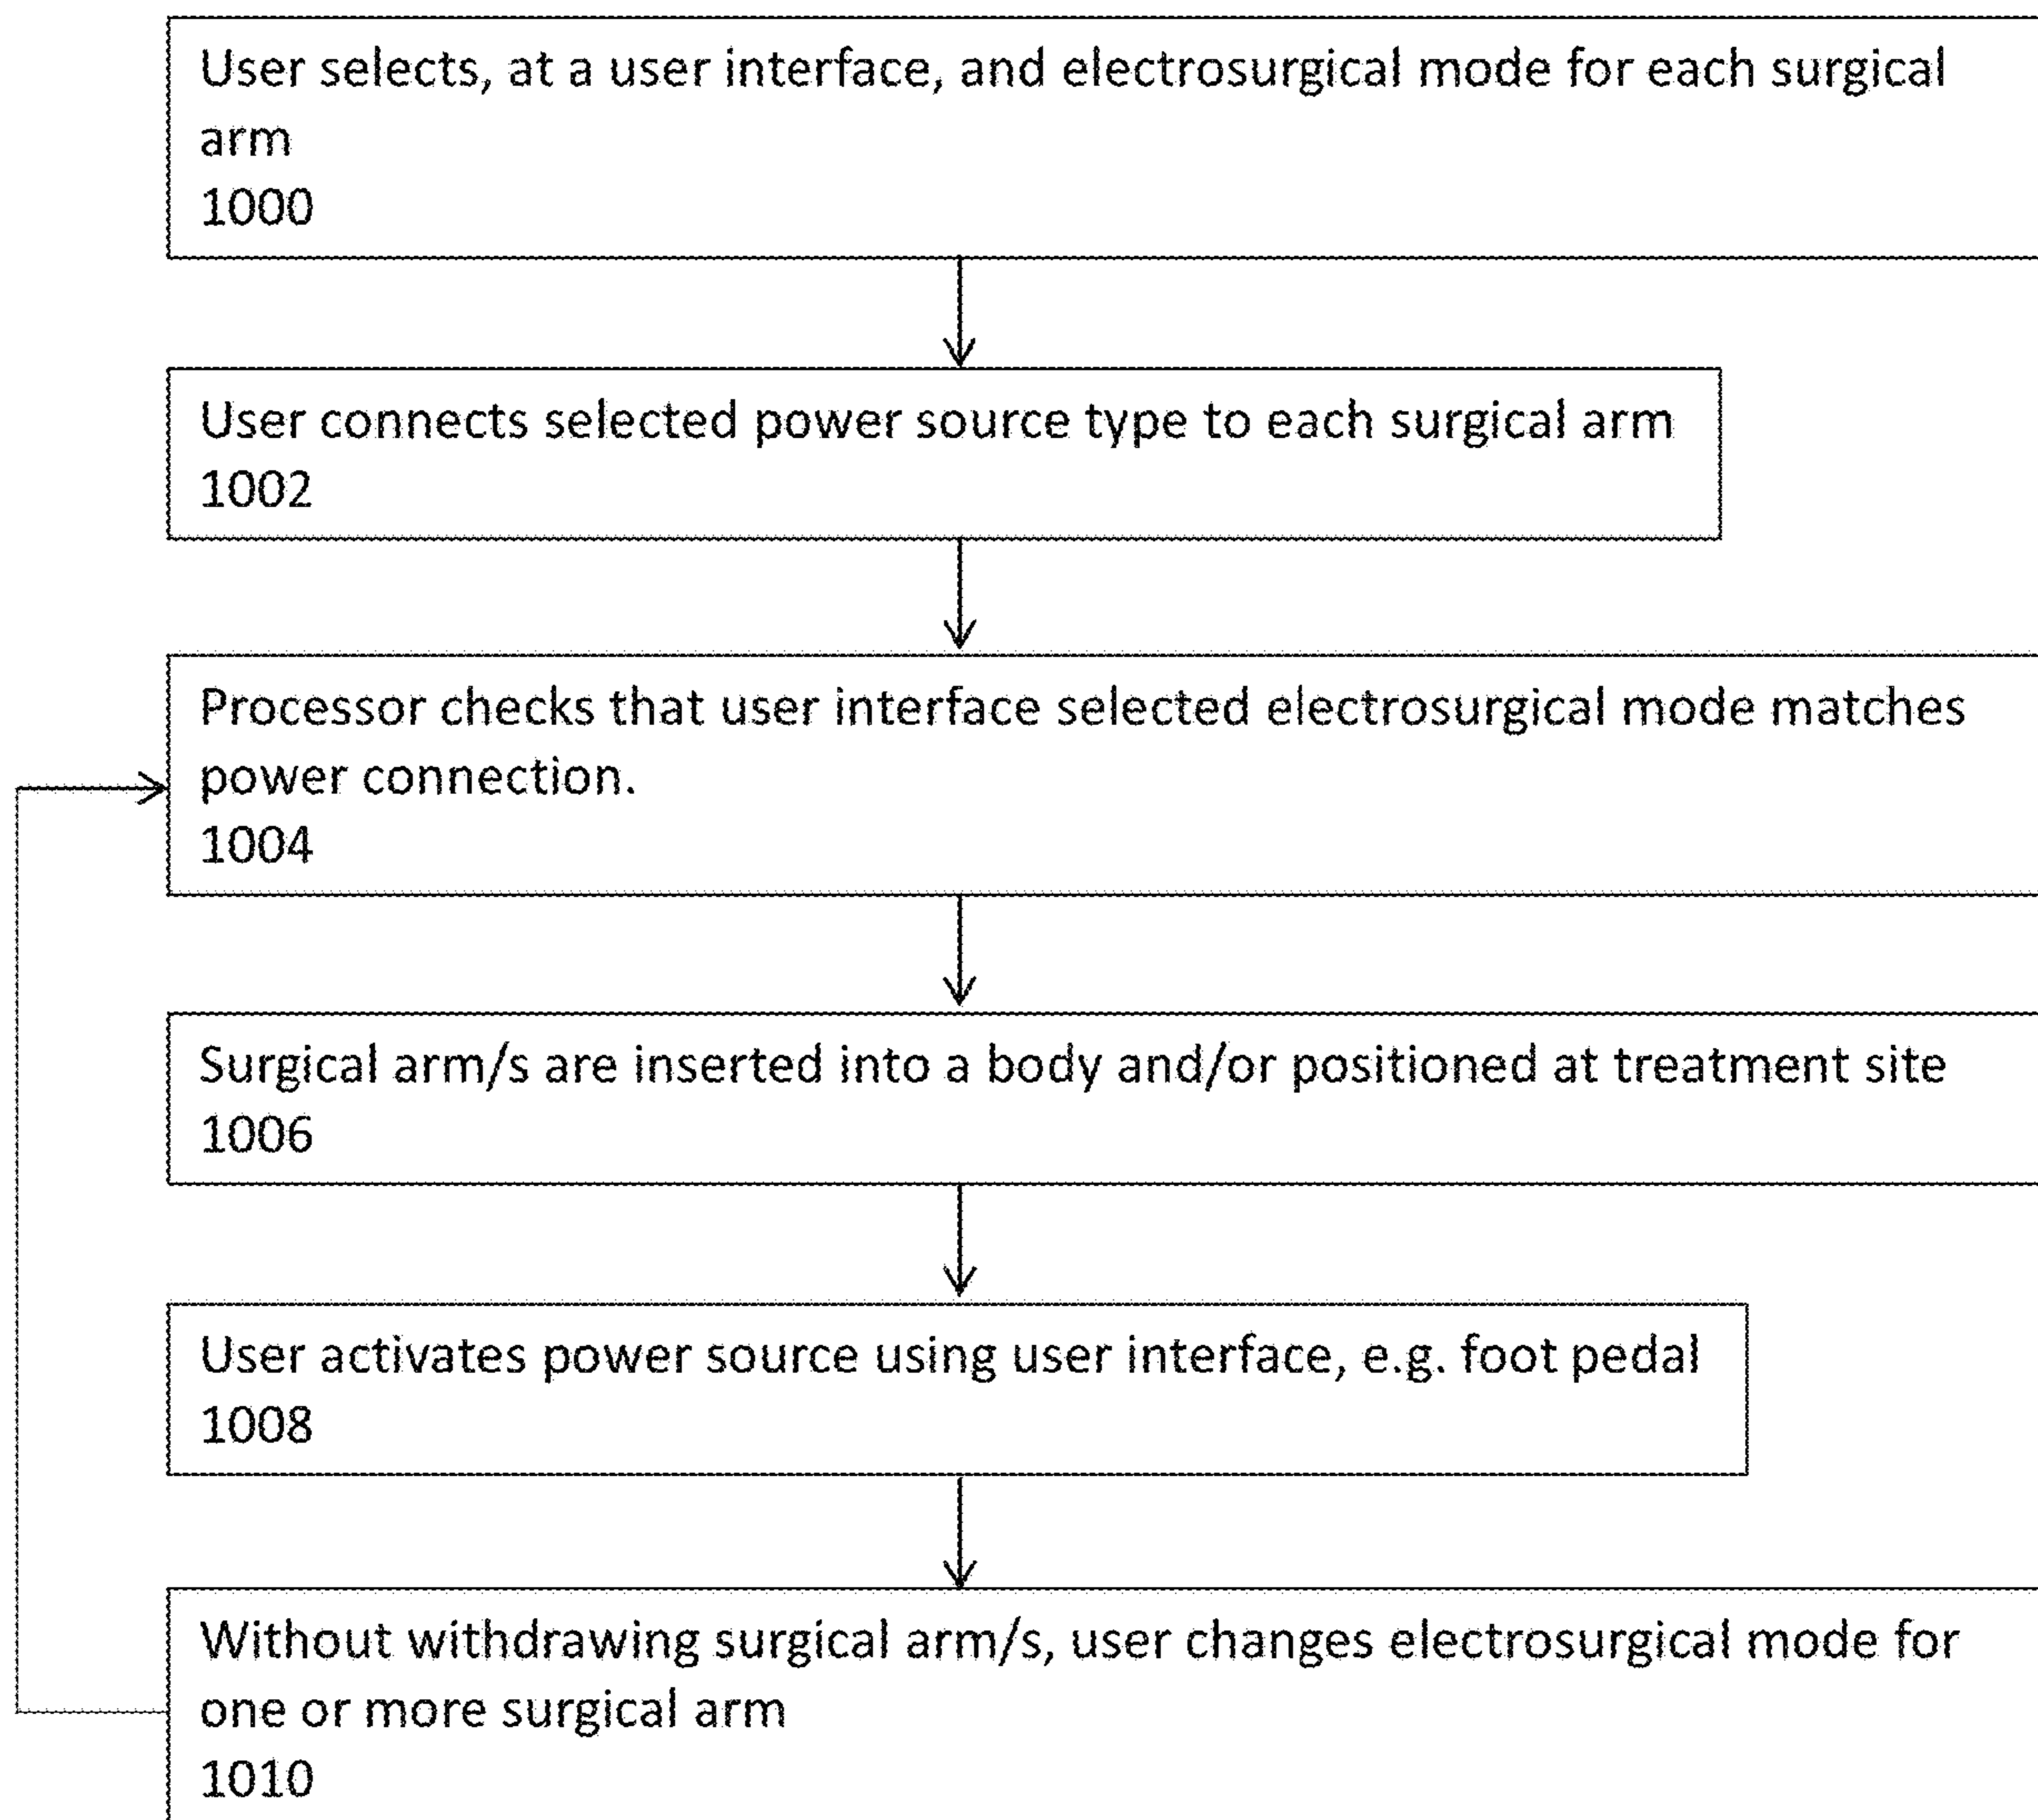 User selects, at a user interface, and electrosurgical mode for each surgical
arm
1000
User connects selected power source type to each surgical arm
1002
Processor checks that user interface selected electrosurgical mode matches
power connection.
1004
Surgical arm/s are inserted into a body and/or positioned at treatment site
1006
User activates power source using user interface, e.g. foot pedal
1008
Without withdrawing surgical arm/s, user changes electrosurgical mode for
one or more surgical arm
1010